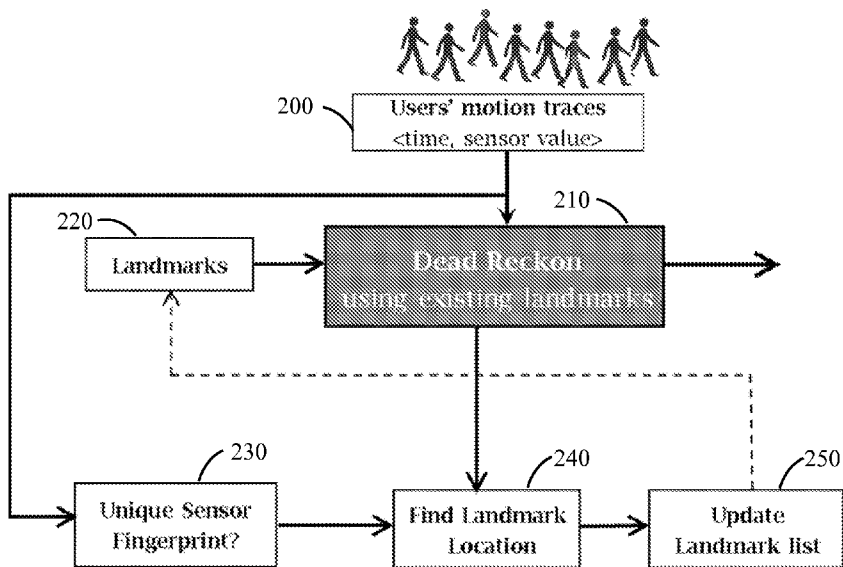 200
Users' motion traces
<time, sensor value>
210
220
Landmarks
Dead Reckon
using existing landmarks
230
Unique Sensor
Fingerprint?
240
Find Landmark
Location
250
Update
Landmark list